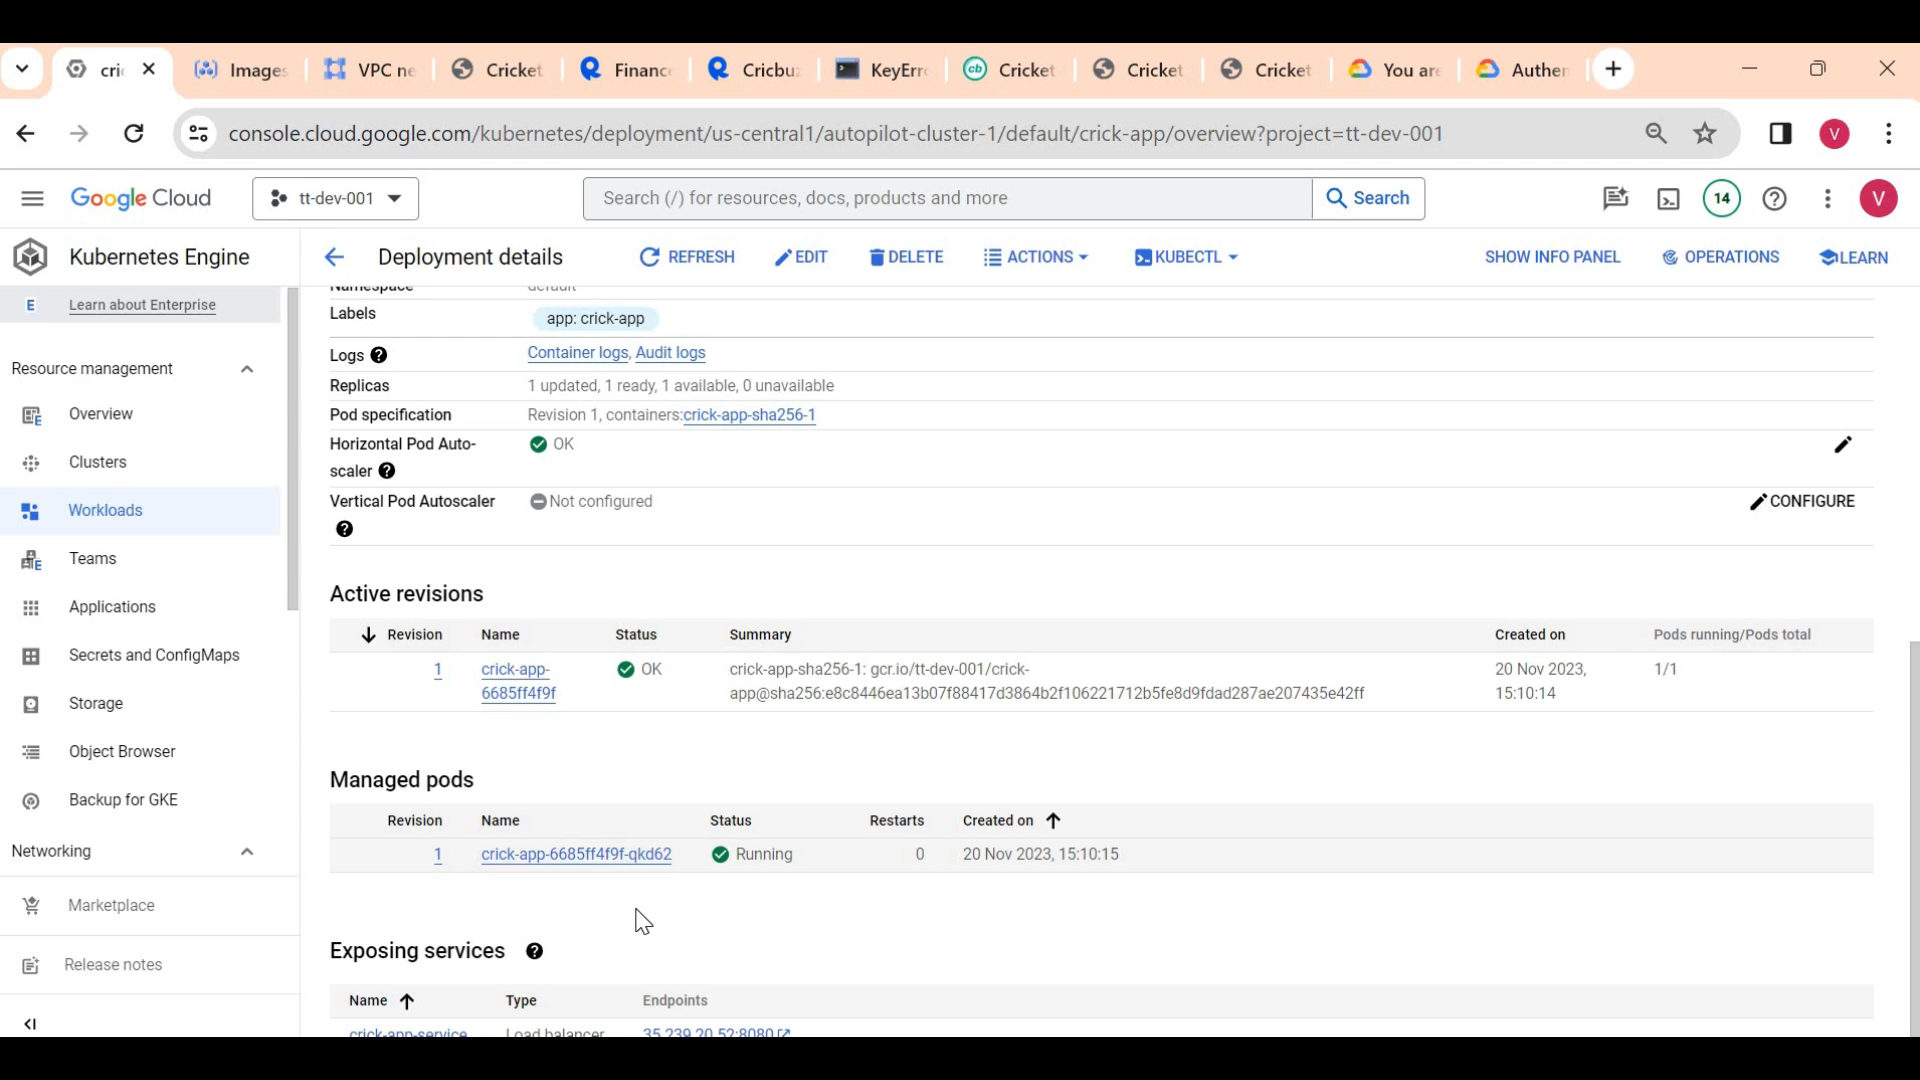 cri
Images
VPC ne
Cricket
Financ
Cricbuz
KeyErr
cb
Cricket
Cricket
Cricket
You are
Authen
console.cloud.google.com/kubernetes/deployment/us-central1/autopilot-cluster-1/default/crick-app/overview?project=tt-dev-001
V
Google Cloud
tt-dev-001
Search (/) for resources, docs, products and more
Search
14
V
Kubernetes Engine
Deployment details
REFRESH
EDIT
DELETE
ACTIONS
KUBECTL
SHOW INFO PANEL
OPERATIONS
LEARN
E Learn about Enterprise
Resource management
Overview
Clusters
Workloads
Teams
Applications
Secrets and ConfigMaps
Storage
Object Browser
Backup for GKE
Networking
Marketplace
Release notes
Namespace default
Labels app: crick-app
Logs Container logs, Audit logs
Replicas 1 updated, 1 ready, 1 available, 0 unavailable
Pod specification Revision 1, containers:crick-app-sha256-1
Horizontal Pod Auto- OK
scaler
Vertical Pod Autoscaler Not configured CONFIGURE
Active revisions
Revision Name Status Summary Created on Pods running/Pods total
1 crick-app- OK crick-app-sha256-1: gcr.io/tt-dev-001/crick- 20 Nov 2023, 1/1
6685ff4f9f app@sha256:e8c8446ea13b07f88417d3864b2f106221712b5fe8d9fdad287ae207435e42ff 15:10:14
Managed pods
Revision Name Status Restarts Created on
1 crick-app-6685ff4f9f-qkd62 Running 0 20 Nov 2023, 15:10:15
Exposing services
Name Type Endpoints
crick-app-service Load balancer 35.239.20.52:8080